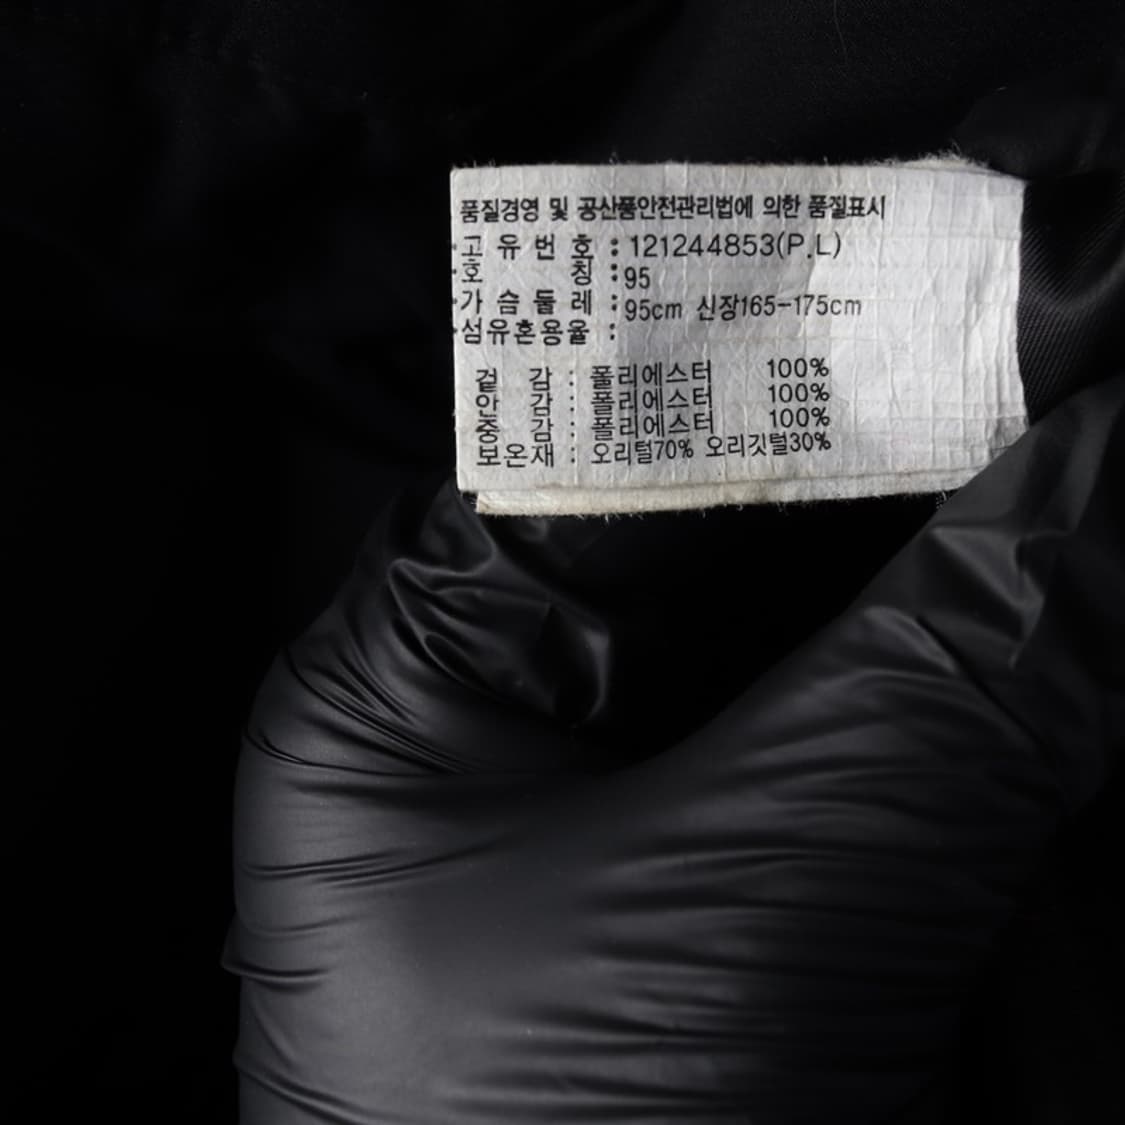 품질경영 및 공산품안전관리법에 의한 품질표시
·고유번호 : 121244853(P.L)
·호 칭 : 95
·가슴둘레 : 95cm 신장165-175cm
·섬유혼용율 :
겉 감 : 폴리에스터 100%
안 감 : 폴리에스터 100%
중 감 : 폴리에스터 100%
보온재 : 오리털70% 오리깃털30%